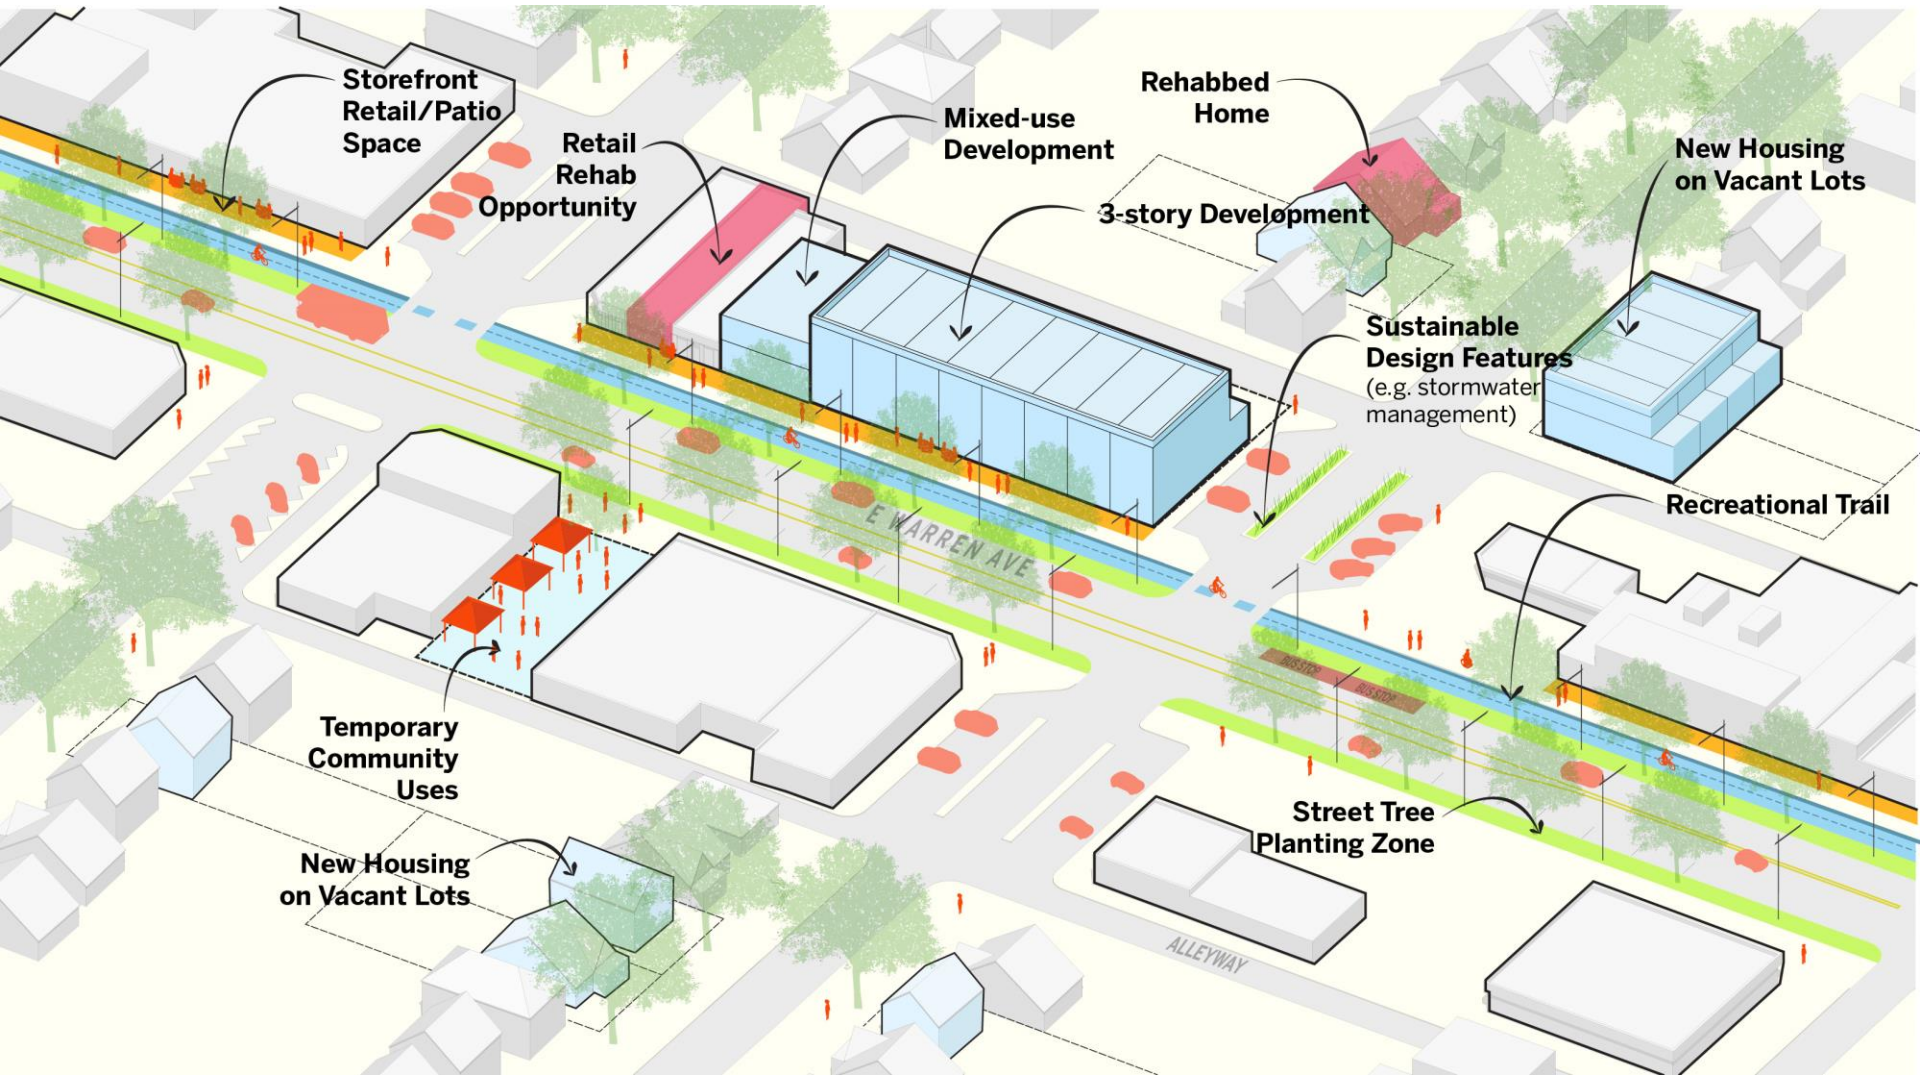 Storefront
Retail/Patio
Space
Retail
Rehab
Opportunity
Mixed-use
Development
Rehabbed
Home
3-story Development
New Housing
on Vacant Lots
Sustainable
Design Features
(e.g. stormwater
management)
Recreational Trail
E WARREN AVE
BUS STOP
BUS STOP
Temporary
Community
Uses
Street Tree
Planting Zone
New Housing
on Vacant Lots
ALLEYWAY